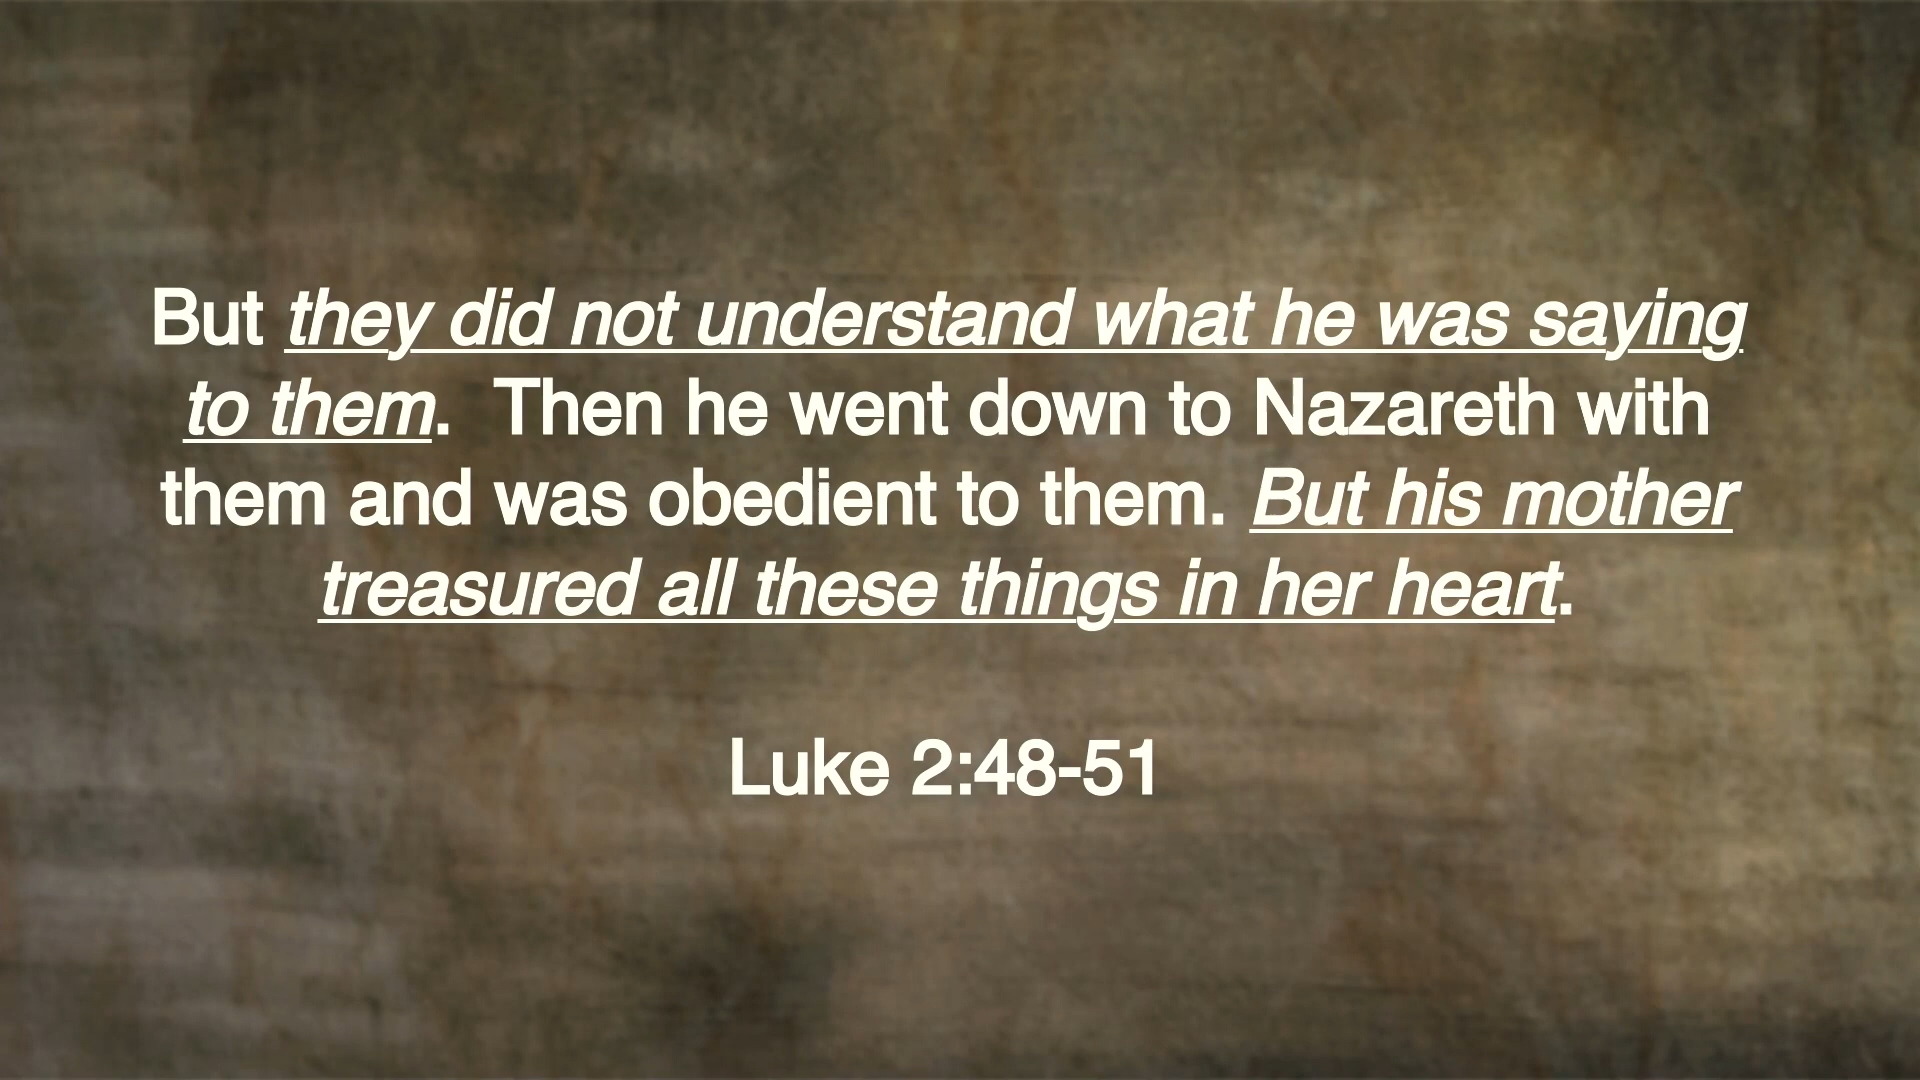 But they did not understand what he was saying
to them.  Then he went down to Nazareth with
them and was obedient to them. But his mother
treasured all these things in her heart.
Luke 2:48-51